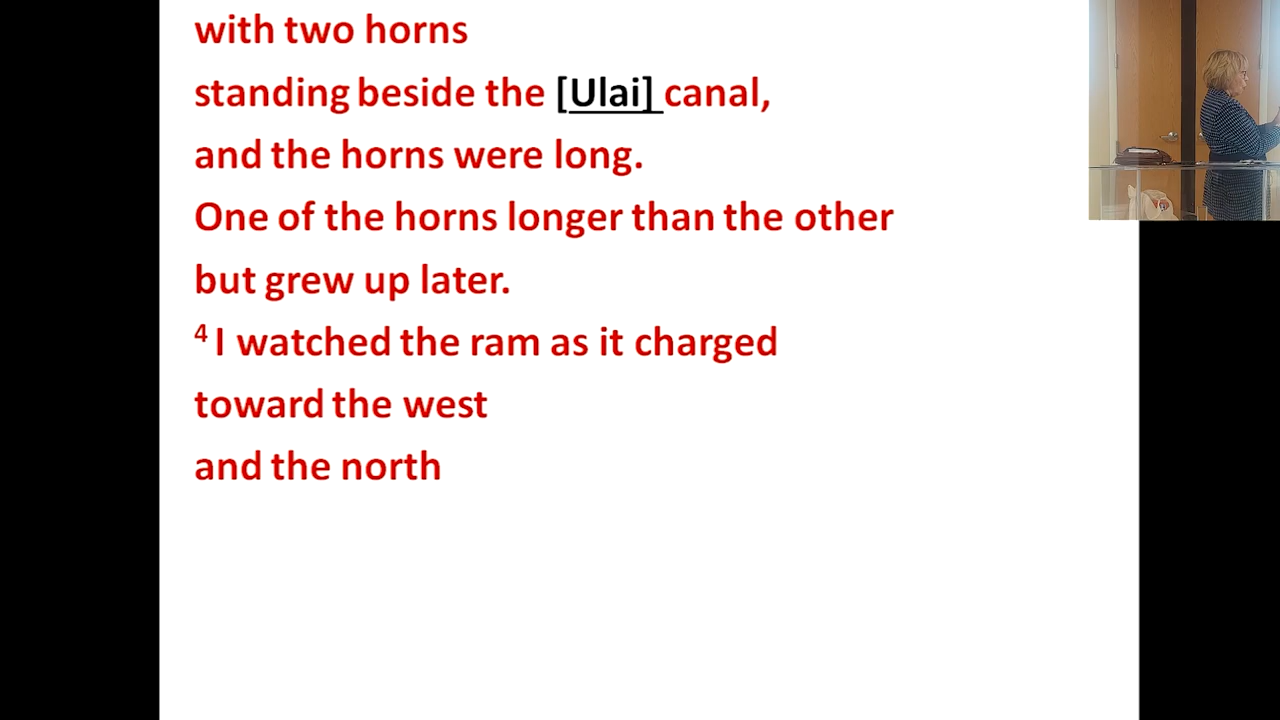 with two horns
standing beside the [Ulai] canal,
and the horns were long.
One of the horns longer than the other
but grew up later.
4 I watched the ram as it charged
toward the west
and the north